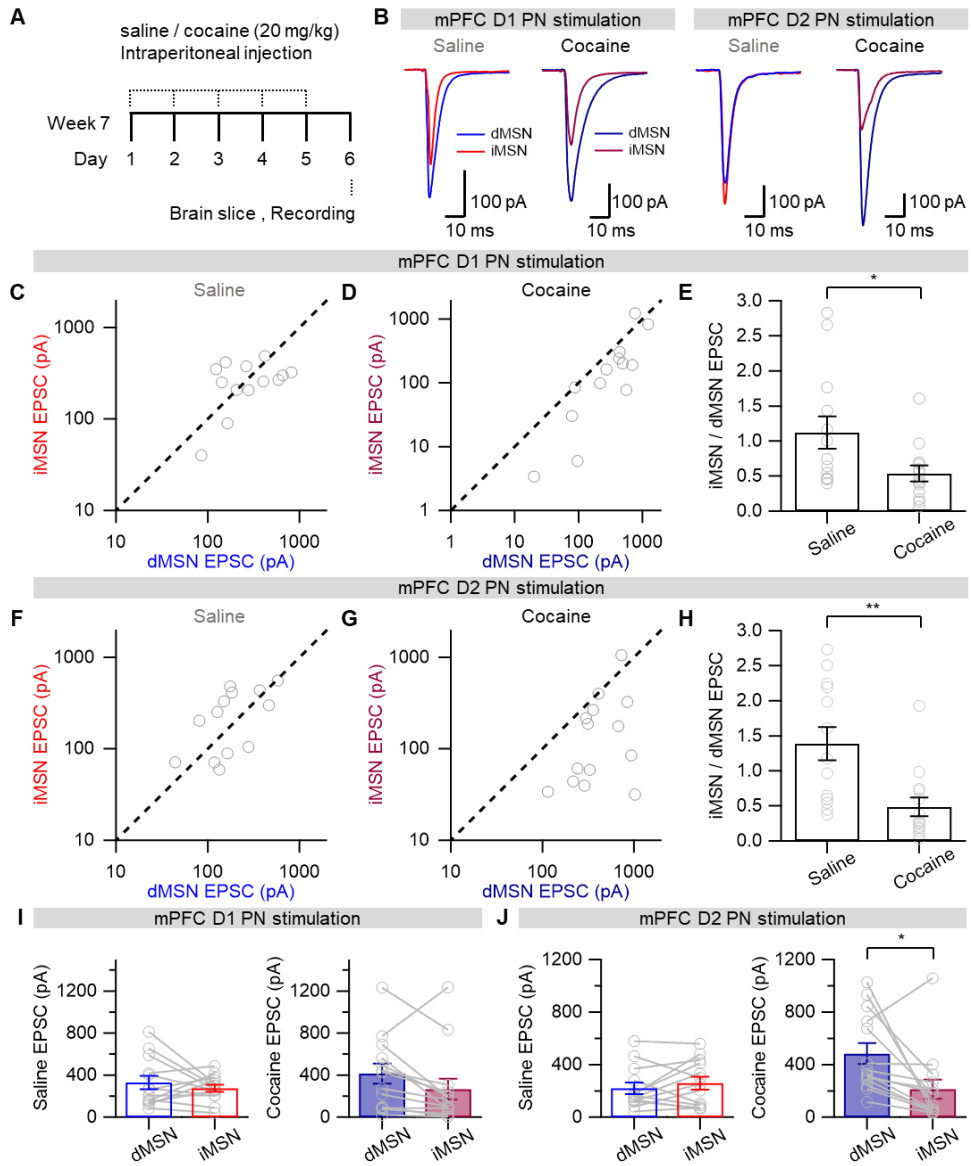 A
saline / cocaine (20 mg/kg)
Intraperitoneal injection
Week 7
Day 1 2 3 4 5 6
Brain slice , Recording
B
mPFC D1 PN stimulation
Saline
Cocaine
dMSN
iMSN
dMSN
iMSN
100 pA
10 ms
100 pA
10 ms
mPFC D2 PN stimulation
Saline
Cocaine
100 pA
10 ms
100 pA
10 ms
mPFC D1 PN stimulation
C
Saline
iMSN EPSC (pA)
1000
100
10
10 100 1000
dMSN EPSC (pA)
D
Cocaine
iMSN EPSC (pA)
1000
100
10
1
1 10 100 1000
dMSN EPSC (pA)
E
*
iMSN / dMSN EPSC
3.0
2.5
2.0
1.5
1.0
0.5
0.0
Saline
Cocaine
mPFC D2 PN stimulation
F
Saline
iMSN EPSC (pA)
1000
100
10
10 100 1000
dMSN EPSC (pA)
G
Cocaine
iMSN EPSC (pA)
1000
100
10
10 100 1000
dMSN EPSC (pA)
H
**
iMSN / dMSN EPSC
3.0
2.5
2.0
1.5
1.0
0.5
0.0
Saline
Cocaine
I
mPFC D1 PN stimulation
Saline EPSC (pA)
1200
800
400
0
dMSN
iMSN
Cocaine EPSC (pA)
1200
800
400
0
dMSN
iMSN
J
mPFC D2 PN stimulation
Saline EPSC (pA)
1200
800
400
0
dMSN
iMSN
*
Cocaine EPSC (pA)
1200
800
400
0
dMSN
iMSN